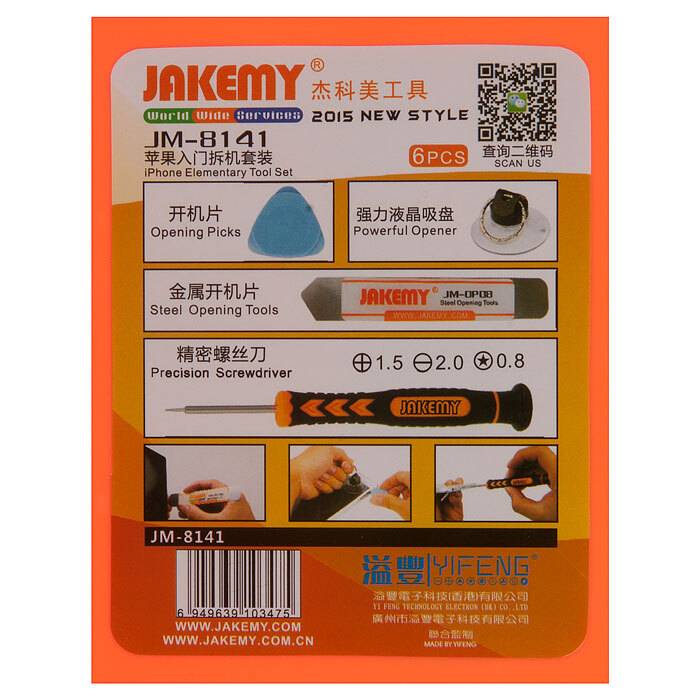 JAKEMY® 杰科美工具
World Wide Services 2015 NEW STYLE
JM-8141
苹果入门拆机套装
iPhone Elementary Tool Set
6PCS
查询二维码
SCAN US
开机片
Opening Picks
强力液晶吸盘
Powerful Opener
金属开机片
Steel Opening Tools
JAKEMY® JM-OP08
Steel Opening Tools
WWW.JAKEMY.COM
精密螺丝刀
Precision Screwdriver
1.5 2.0 0.8
JAKEMY
JM-8141
6 949639 103475
WWW.JAKEMY.COM
WWW.JAKEMY.COM.CN
溢豐 YIFENG®
溢豐電子科技(香港)有限公司
YI FENG TECHNOLOGY ELECTRON (HK) CO.,LTD
廣州市溢豐電子科技有限公司
聯合監制
MADE BY YIFENG